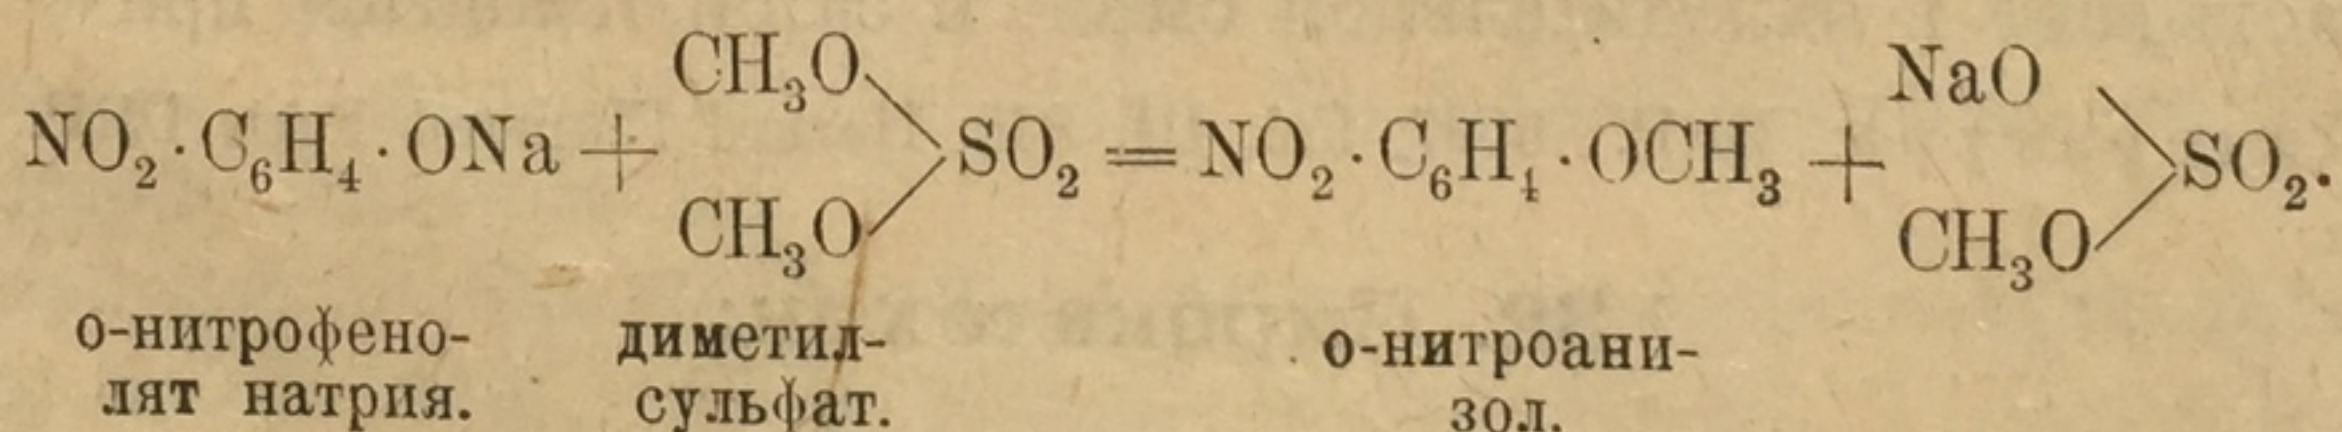 CH₃O NaO
NO₂·C₆H₄·ONa + SO₂ = NO₂·C₆H₄·OCH₃ + SO₂.
CH₃O CH₃O
о-нитрофено- диметил- о-нитроани-
лят натрия. сульфат. зол.